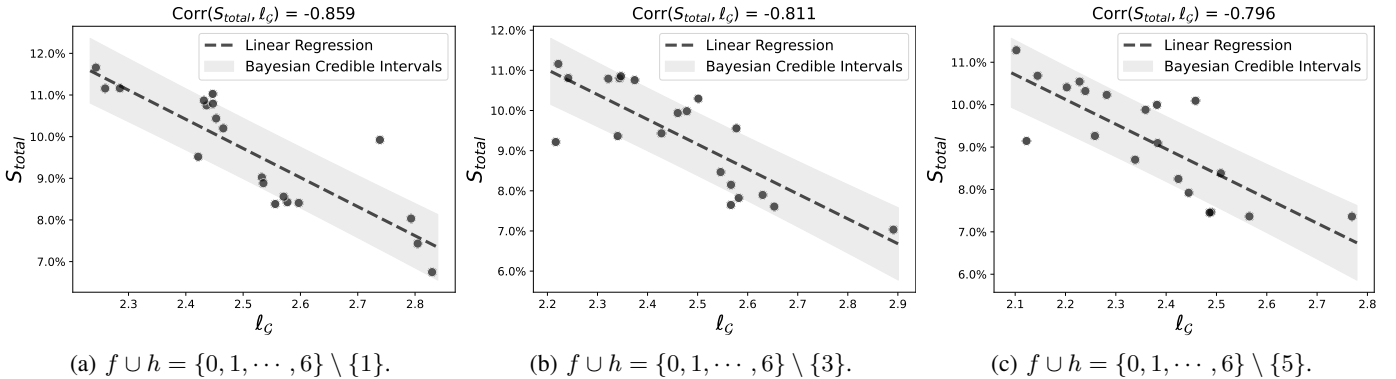 Corr(S_total, ℓ_𝒢) = -0.859
Linear Regression
Bayesian Credible Intervals
S_total
12.0%
11.0%
10.0%
9.0%
8.0%
7.0%
2.3 2.4 2.5 2.6 2.7 2.8
ℓ_𝒢
(a) f ∪ h = {0, 1, ⋯ , 6} \ {1}.
Corr(S_total, ℓ_𝒢) = -0.811
Linear Regression
Bayesian Credible Intervals
S_total
12.0%
11.0%
10.0%
9.0%
8.0%
7.0%
6.0%
2.2 2.3 2.4 2.5 2.6 2.7 2.8 2.9
ℓ_𝒢
(b) f ∪ h = {0, 1, ⋯ , 6} \ {3}.
Corr(S_total, ℓ_𝒢) = -0.796
Linear Regression
Bayesian Credible Intervals
S_total
11.0%
10.0%
9.0%
8.0%
7.0%
6.0%
2.1 2.2 2.3 2.4 2.5 2.6 2.7 2.8
ℓ_𝒢
(c) f ∪ h = {0, 1, ⋯ , 6} \ {5}.